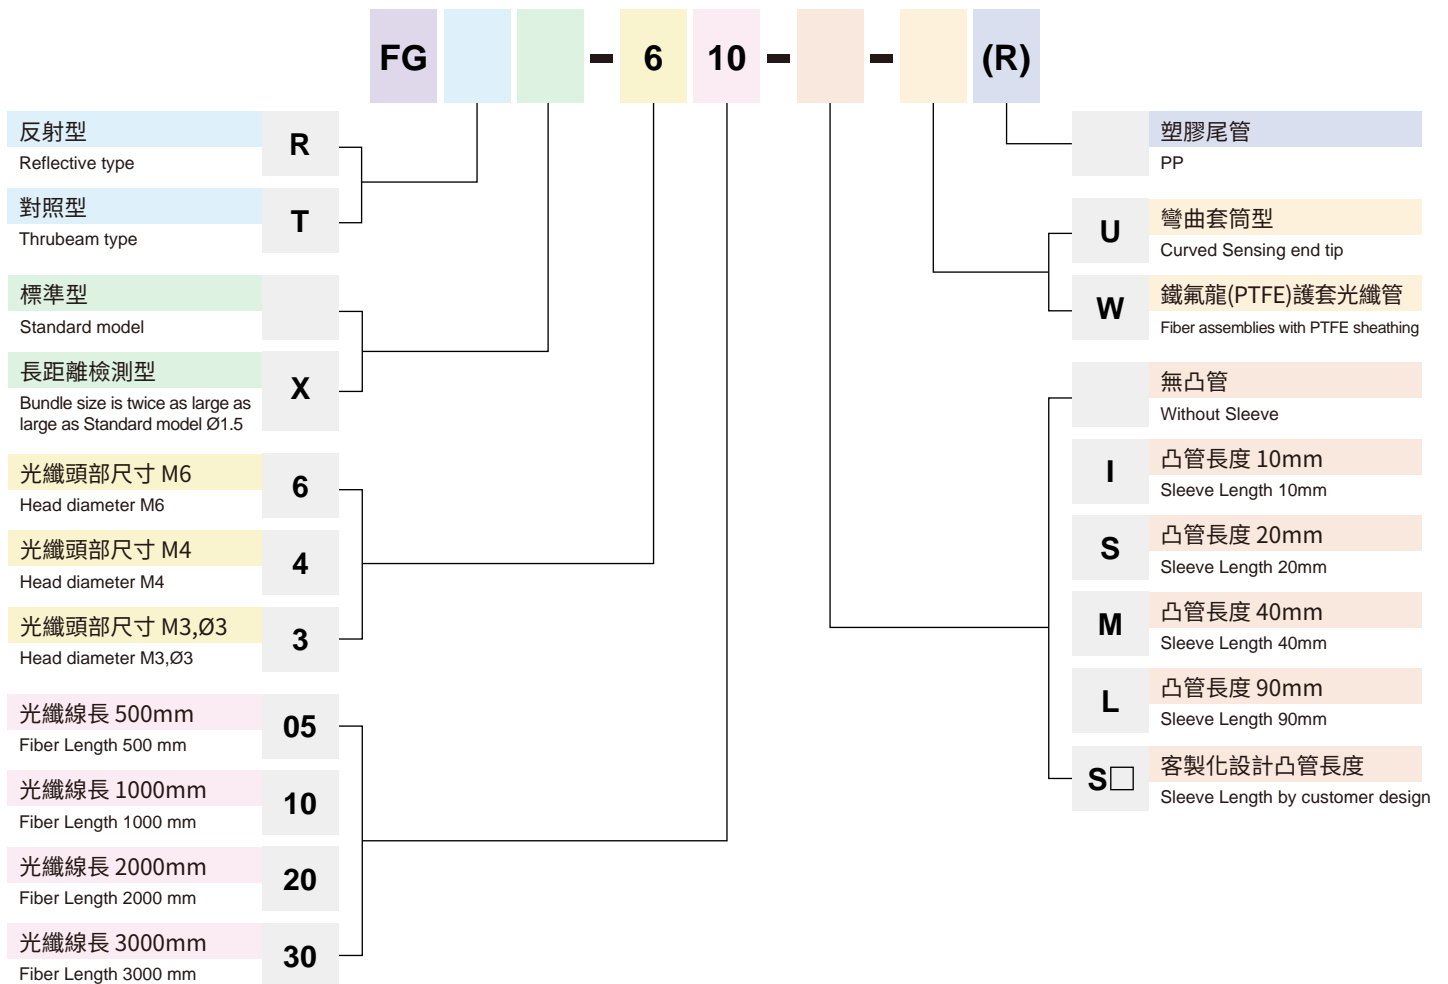 FG - 6 10 - - (R)
反射型
Reflective type
R
對照型
Thrubeam type
T
標準型
Standard model
長距離檢測型
Bundle size is twice as large as
large as Standard model Ø1.5
X
光纖頭部尺寸 M6
Head diameter M6
6
光纖頭部尺寸 M4
Head diameter M4
4
光纖頭部尺寸 M3,Ø3
Head diameter M3,Ø3
3
光纖線長 500mm
Fiber Length 500 mm
05
光纖線長 1000mm
Fiber Length 1000 mm
10
光纖線長 2000mm
Fiber Length 2000 mm
20
光纖線長 3000mm
Fiber Length 3000 mm
30
塑膠尾管
PP
U
彎曲套筒型
Curved Sensing end tip
W
鐵氟龍(PTFE)護套光纖管
Fiber assemblies with PTFE sheathing
無凸管
Without Sleeve
I
凸管長度 10mm
Sleeve Length 10mm
S
凸管長度 20mm
Sleeve Length 20mm
M
凸管長度 40mm
Sleeve Length 40mm
L
凸管長度 90mm
Sleeve Length 90mm
S□
客製化設計凸管長度
Sleeve Length by customer design